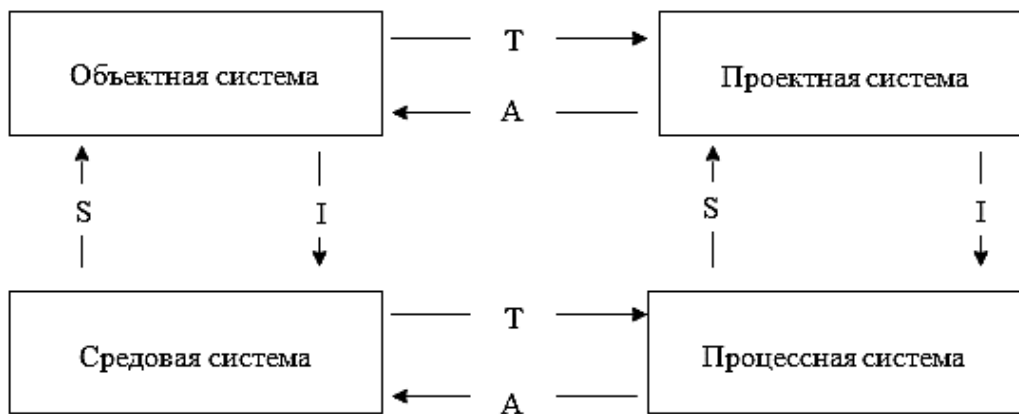 T
Объектная система
Проектная система
A
S
I
S
I
T
Средовая система
Процессная система
A